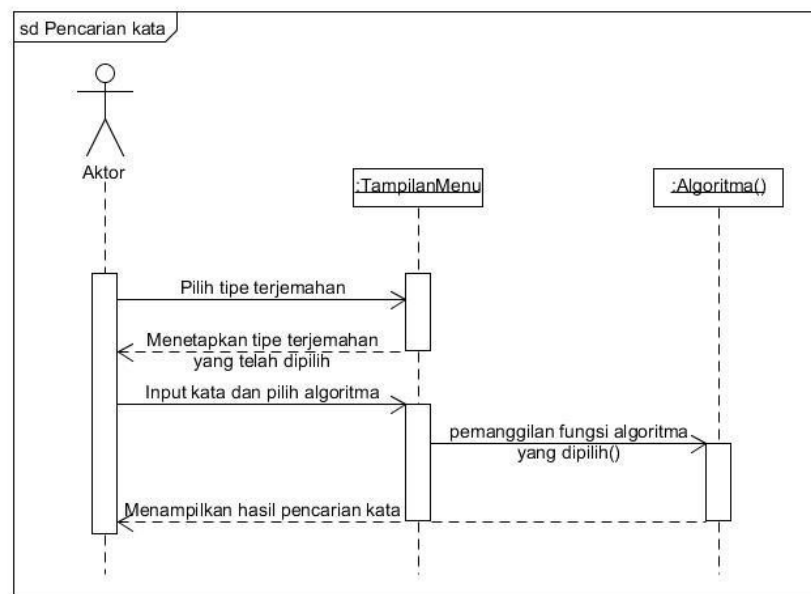 sd Pencarian kata
Aktor
:TampilanMenu
:Algoritma()
Pilih tipe terjemahan
Menetapkan tipe terjemahan
yang telah dipilih
Input kata dan pilih algoritma
pemanggilan fungsi algoritma
yang dipilih()
Menampilkan hasil pencarian kata